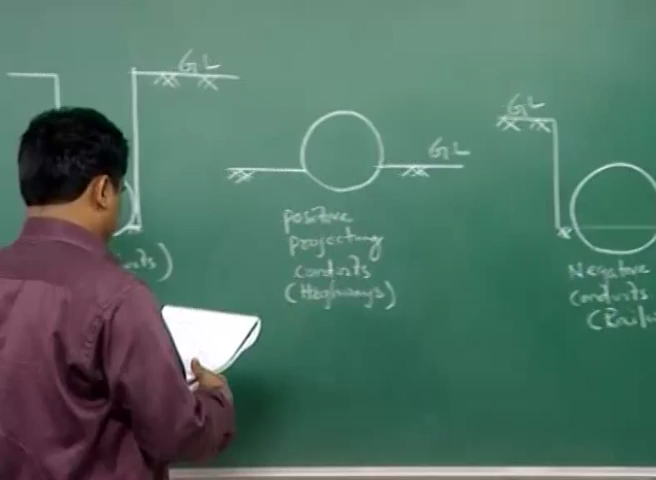 GL
GL
positive
projecting
conduits
(Highways)
GL
Negative
conduits